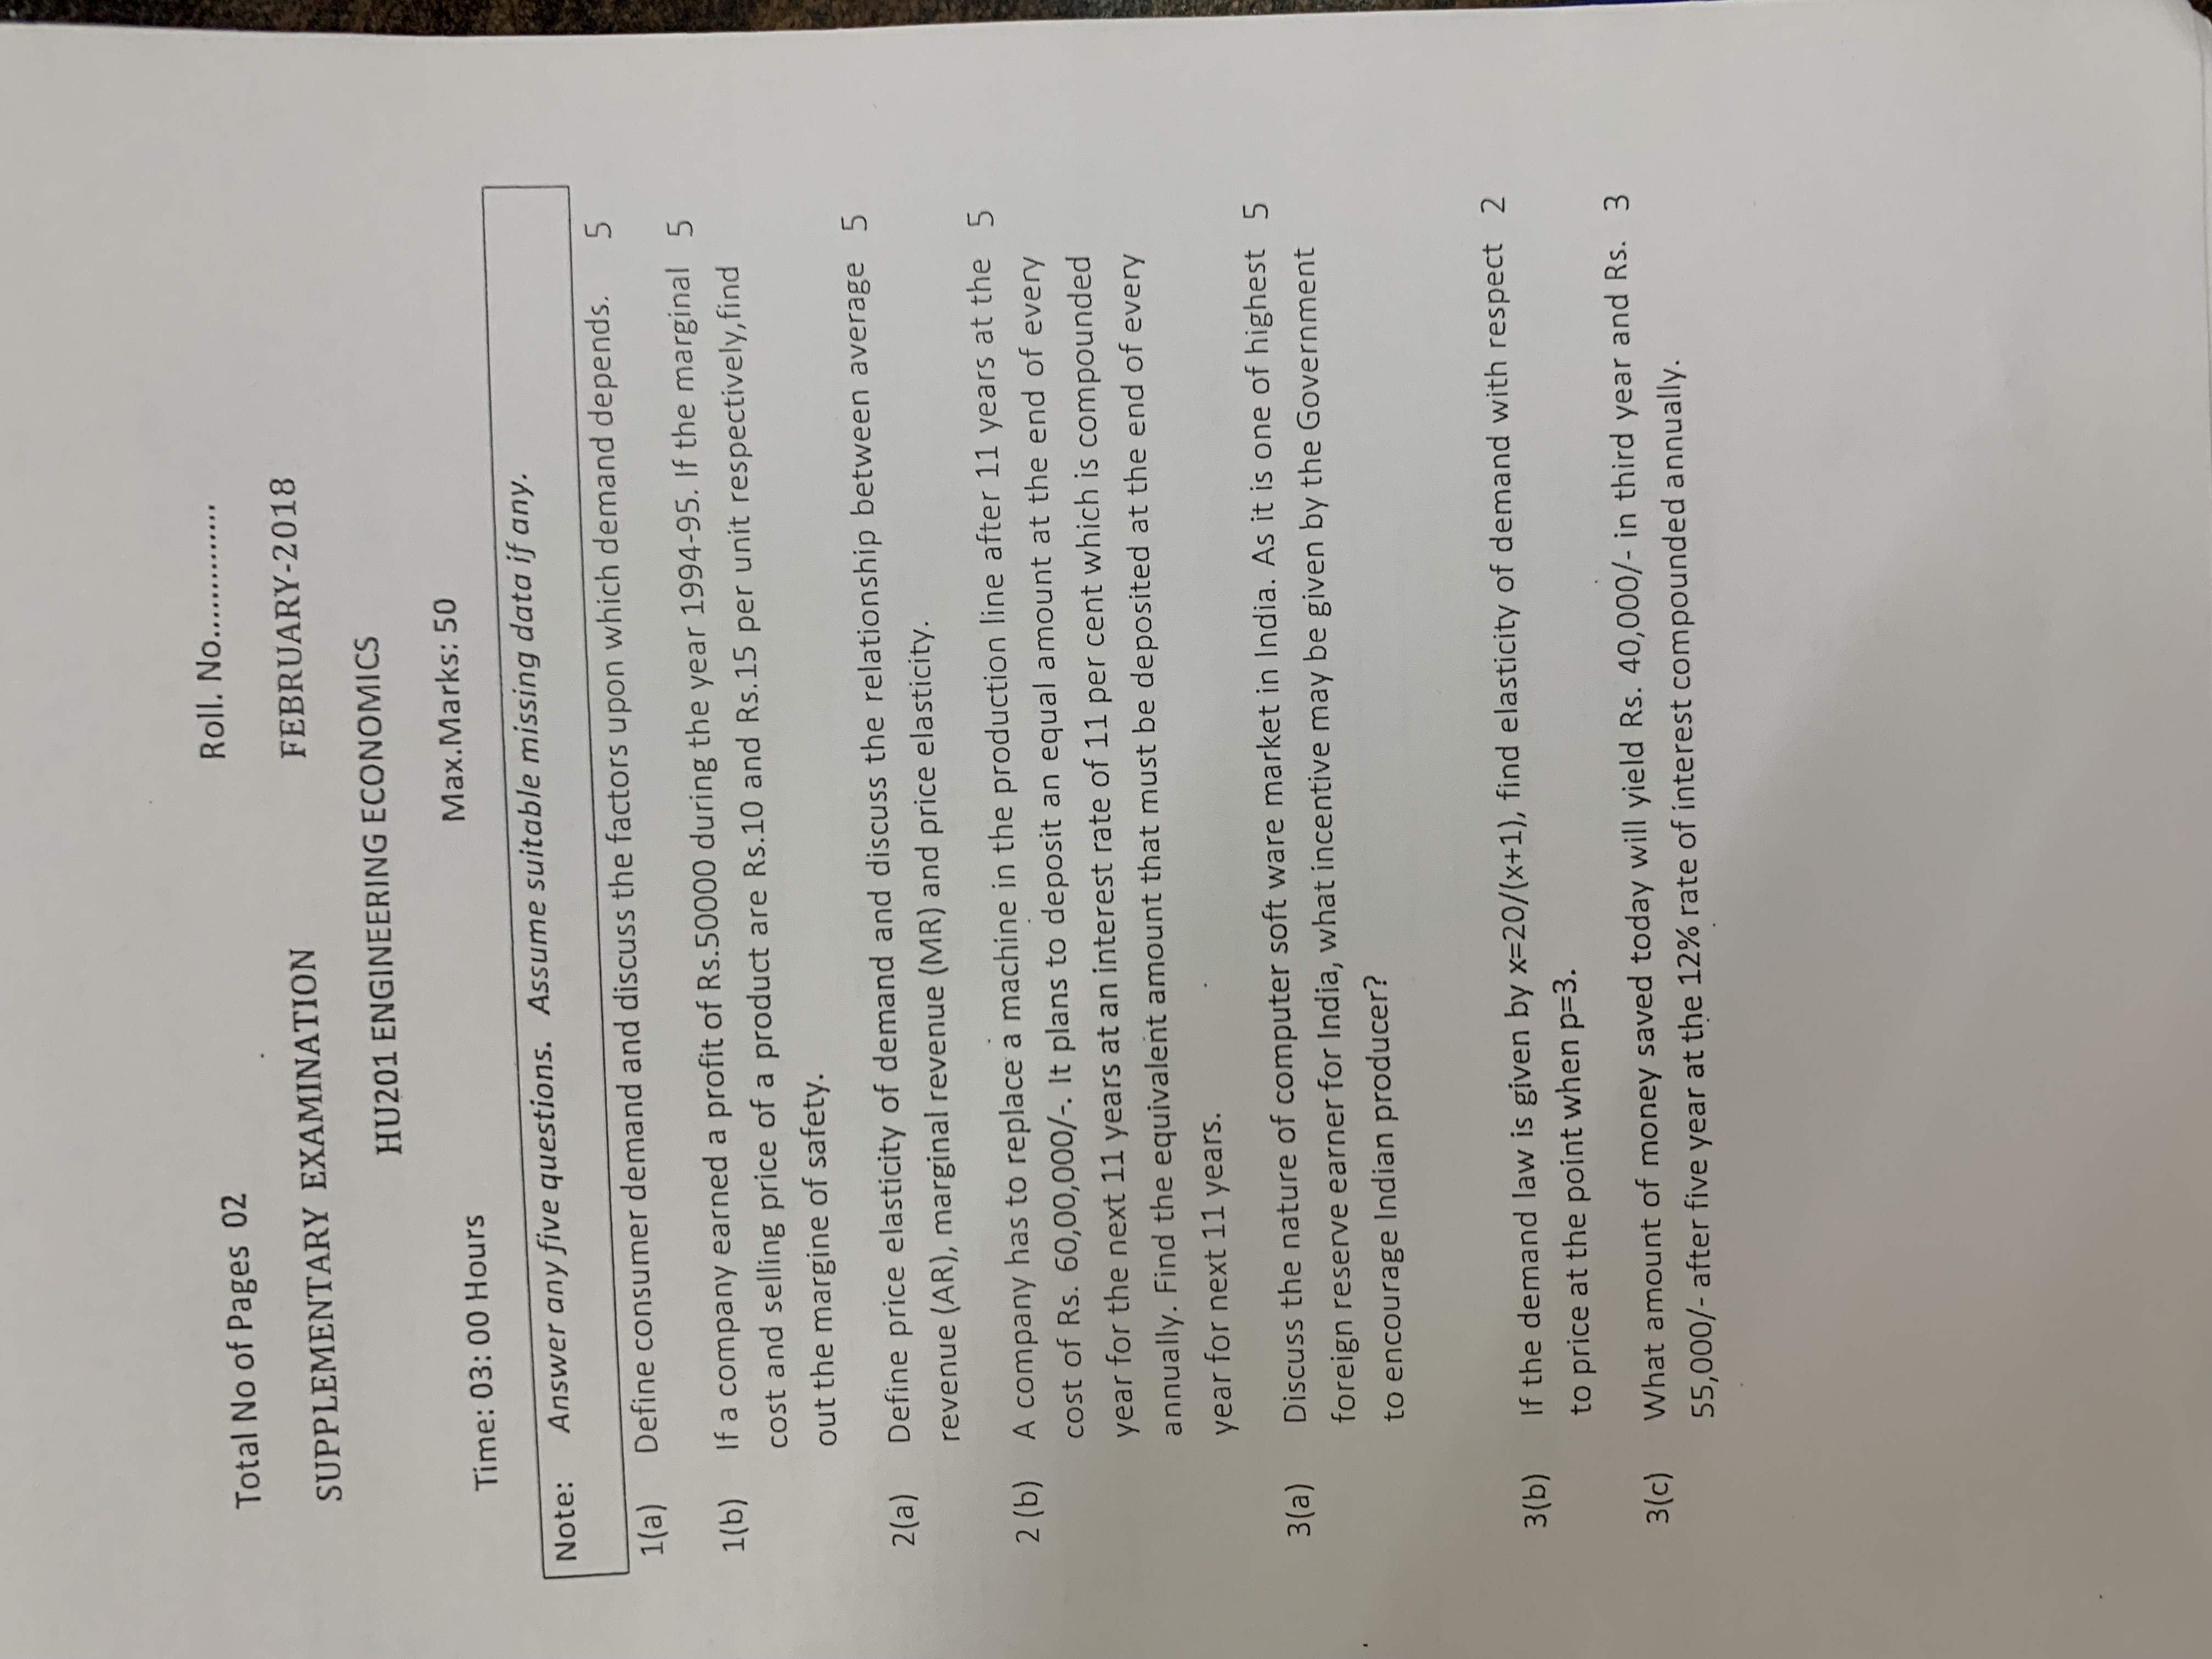 Total No of Pages 02
Roll. No..............
SUPPLEMENTARY EXAMINATION
FEBRUARY-2018
HU201 ENGINEERING ECONOMICS
Time: 03: 00 Hours
Max.Marks: 50
Note: Answer any five questions. Assume suitable missing data if any.
1(a) Define consumer demand and discuss the factors upon which demand depends. 5
1(b) If a company earned a profit of Rs.50000 during the year 1994-95. If the marginal 5
cost and selling price of a product are Rs.10 and Rs.15 per unit respectively,find
out the margine of safety.
2(a) Define price elasticity of demand and discuss the relationship between average 5
revenue (AR), marginal revenue (MR) and price elasticity.
2 (b) A company has to replace a machine in the production line after 11 years at the 5
cost of Rs. 60,00,000/-. It plans to deposit an equal amount at the end of every
year for the next 11 years at an interest rate of 11 per cent which is compounded
annually. Find the equivalent amount that must be deposited at the end of every
year for next 11 years.
3(a) Discuss the nature of computer soft ware market in India. As it is one of highest 5
foreign reserve earner for India, what incentive may be given by the Government
to encourage Indian producer?
3(b) If the demand law is given by x=20/(x+1), find elasticity of demand with respect 2
to price at the point when p=3.
3(c) What amount of money saved today will yield Rs. 40,000/- in third year and Rs. 3
55,000/- after five year at the 12% rate of interest compounded annually.